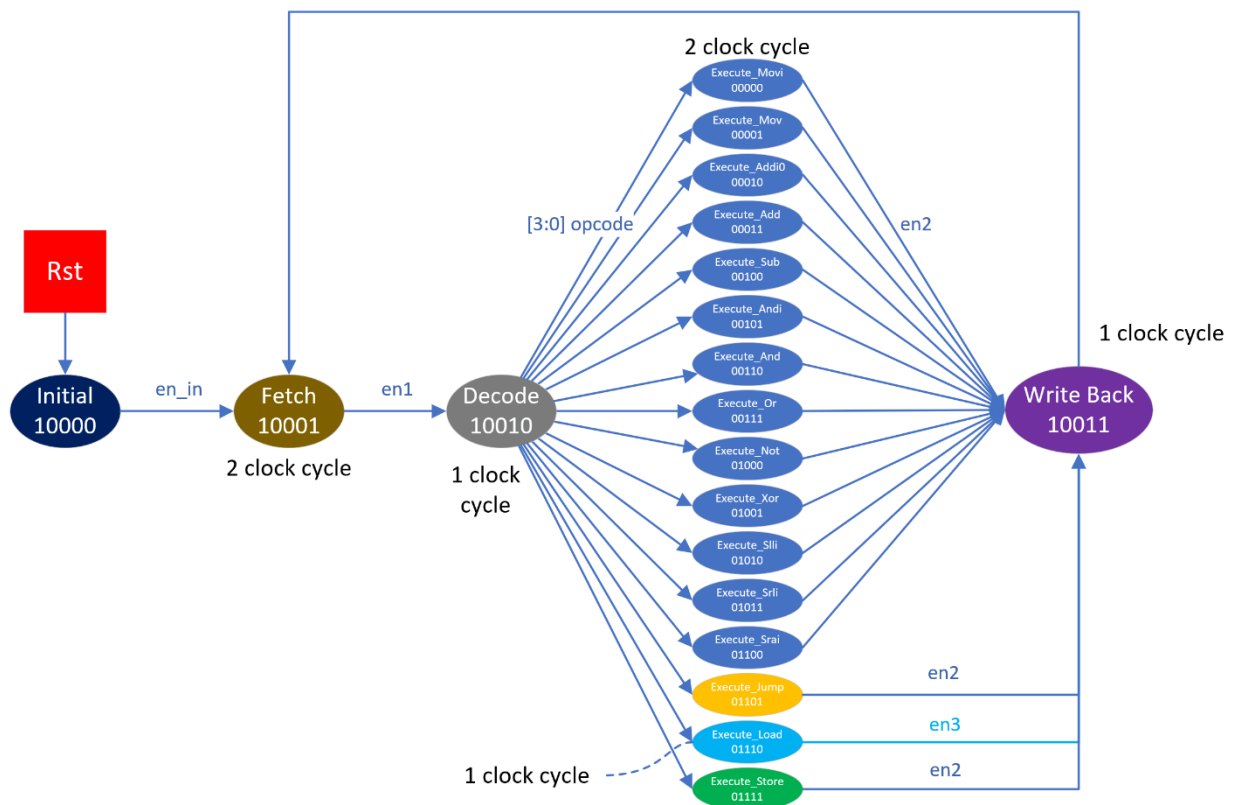 2 clock cycle
Execute_Movi
00000
Execute_Mov
00001
Execute_Addi0
00010
[3:0] opcode
Execute_Add
00011
en2
Execute_Sub
00100
Rst
Execute_Andi
00101
1 clock cycle
Execute_And
00110
Initial
10000
en_in
Fetch
10001
en1
Decode
10010
Execute_Or
00111
Write Back
10011
2 clock cycle
1 clock
cycle
Execute_Not
01000
Execute_Xor
01001
Execute_Slli
01010
Execute_Srli
01011
Execute_Srai
01100
Execute_Jump
01101
en2
Execute_Load
01110
en3
1 clock cycle
Execute_Store
01111
en2